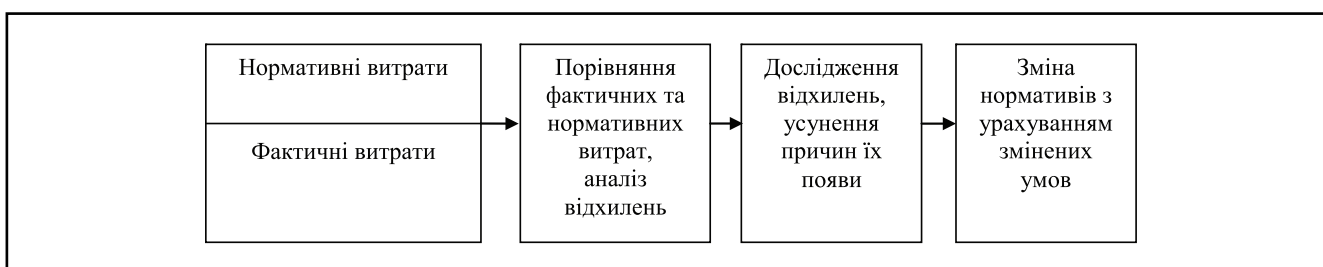 Нормативні витрати
Фактичні витрати
Порівняння
фактичних та
нормативних
витрат,
аналіз
відхилень
Дослідження
відхилень,
усунення
причин їх
появи
Зміна
нормативів з
урахуванням
змінених
умов